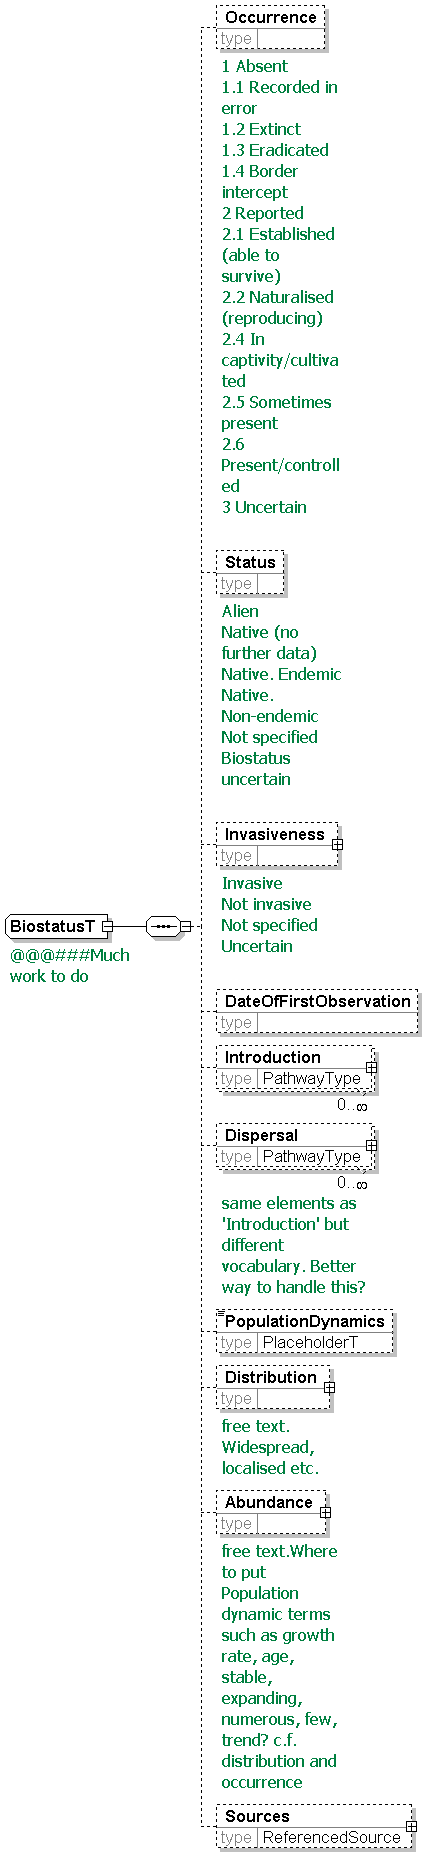 Occurrence
type
1 Absent
1.1 Recorded in
error
1.2 Extinct
1.3 Eradicated
1.4 Border
intercept
2 Reported
2.1 Established
(able to
survive)
2.2 Naturalised
(reproducing)
2.4 In
captivity/cultiva
ted
2.5 Sometimes
present
2.6
Present/controll
ed
3 Uncertain
Status
type
Alien
Native (no
further data)
Native. Endemic
Native.
Non-endemic
Not specified
Biostatus
uncertain
Invasiveness
type
Invasive
Not invasive
Not specified
Uncertain
BiostatusT
@@@###Much
work to do
DateOfFirstObservation
type
Introduction
type PathwayType
0..∞
Dispersal
type PathwayType
0..∞
same elements as
'Introduction' but
different
vocabulary. Better
way to handle this?
PopulationDynamics
type PlaceholderT
Distribution
type
free text.
Widespread,
localised etc.
Abundance
type
free text.Where
to put
Population
dynamic terms
such as growth
rate, age,
stable,
expanding,
numerous, few,
trend? c.f.
distribution and
occurrence
Sources
type ReferencedSource